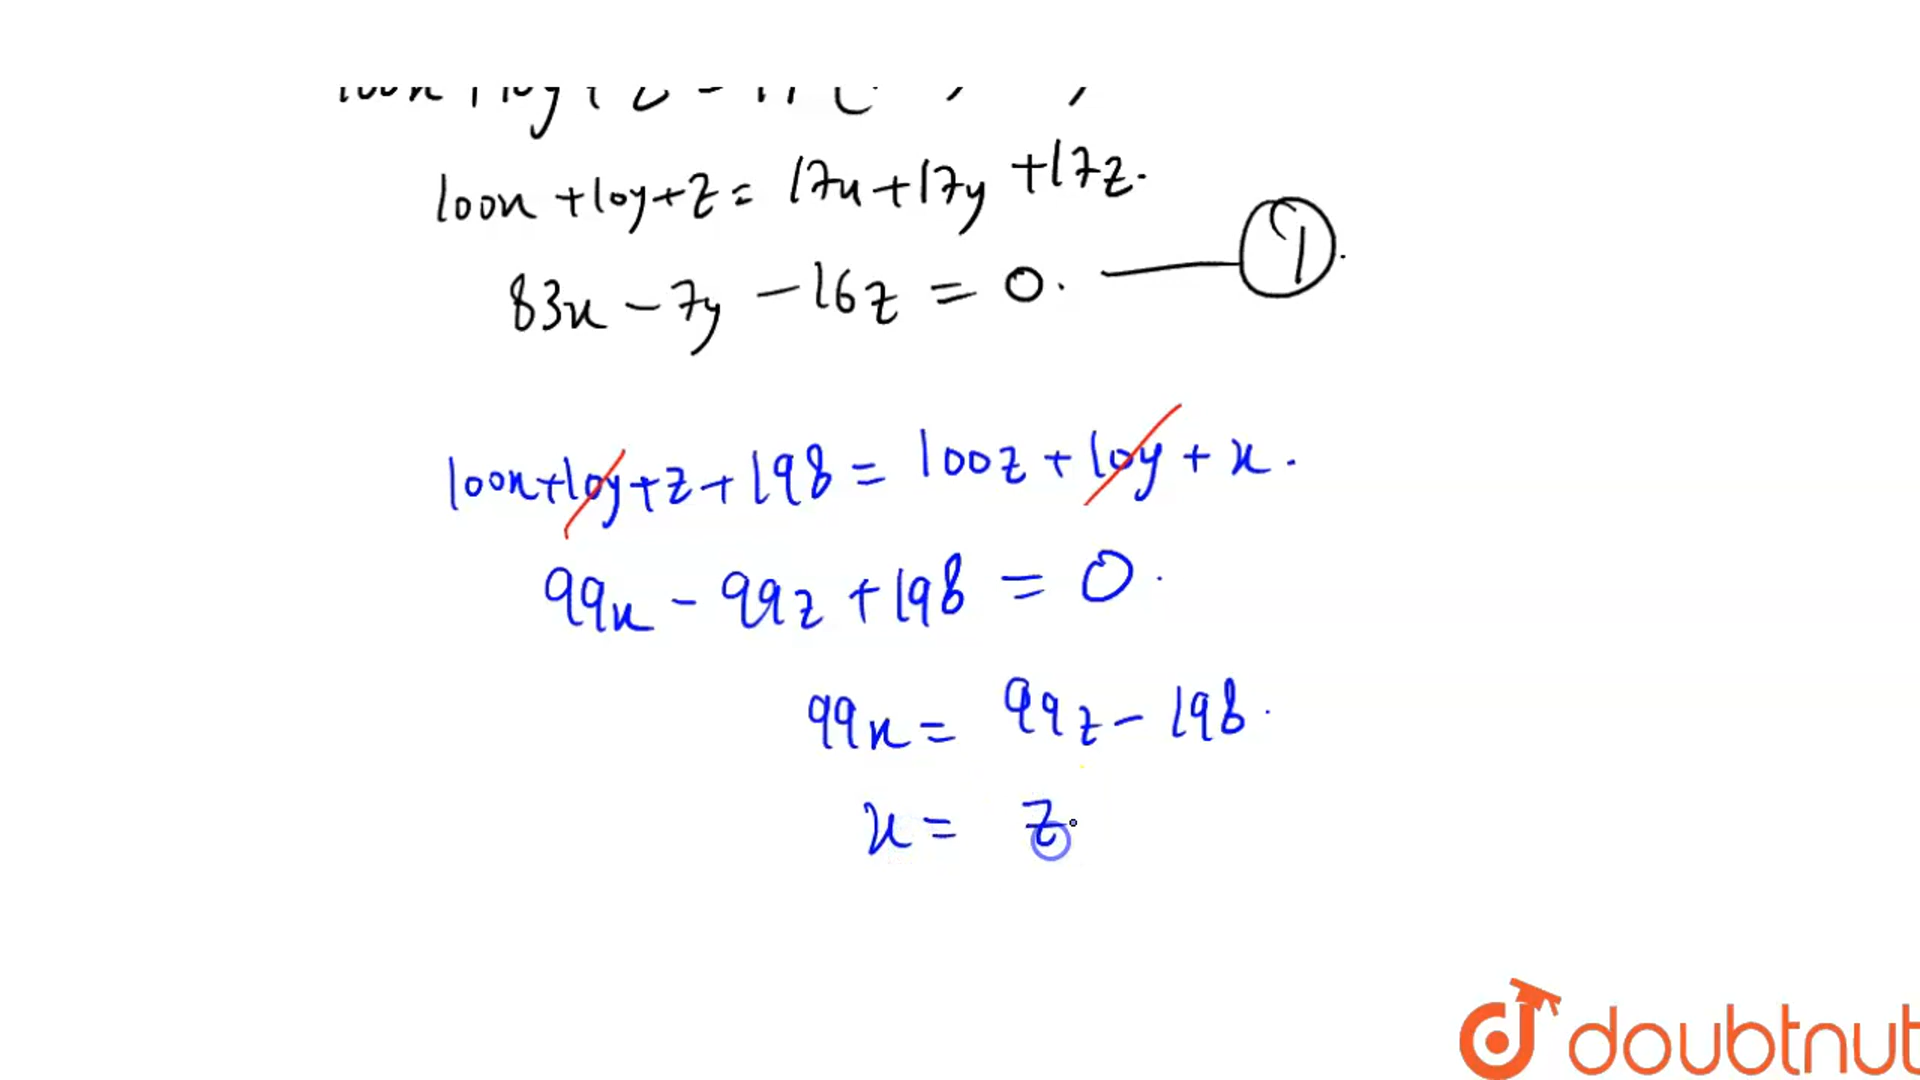 100x + 10y + z = 17x + 17y + 17z.
83x - 7y - 16z = 0. ①.
100x + 10y + z + 198 = 100z + 10y + x.
99x - 99z + 198 = 0.
99x = 99z - 198.
x = z
doubtnut